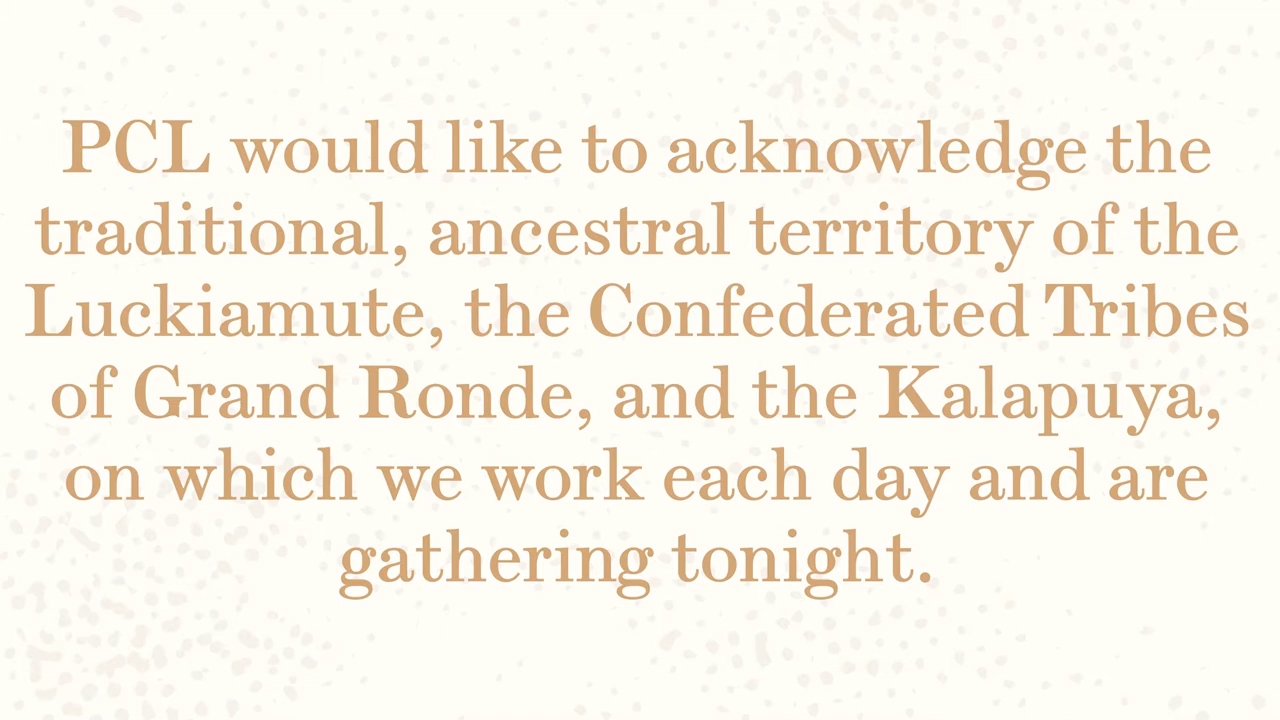 PCL would like to acknowledge the
traditional, ancestral territory of the
Luckiamute, the Confederated Tribes
of Grand Ronde, and the Kalapuya,
on which we work each day and are
gathering tonight.